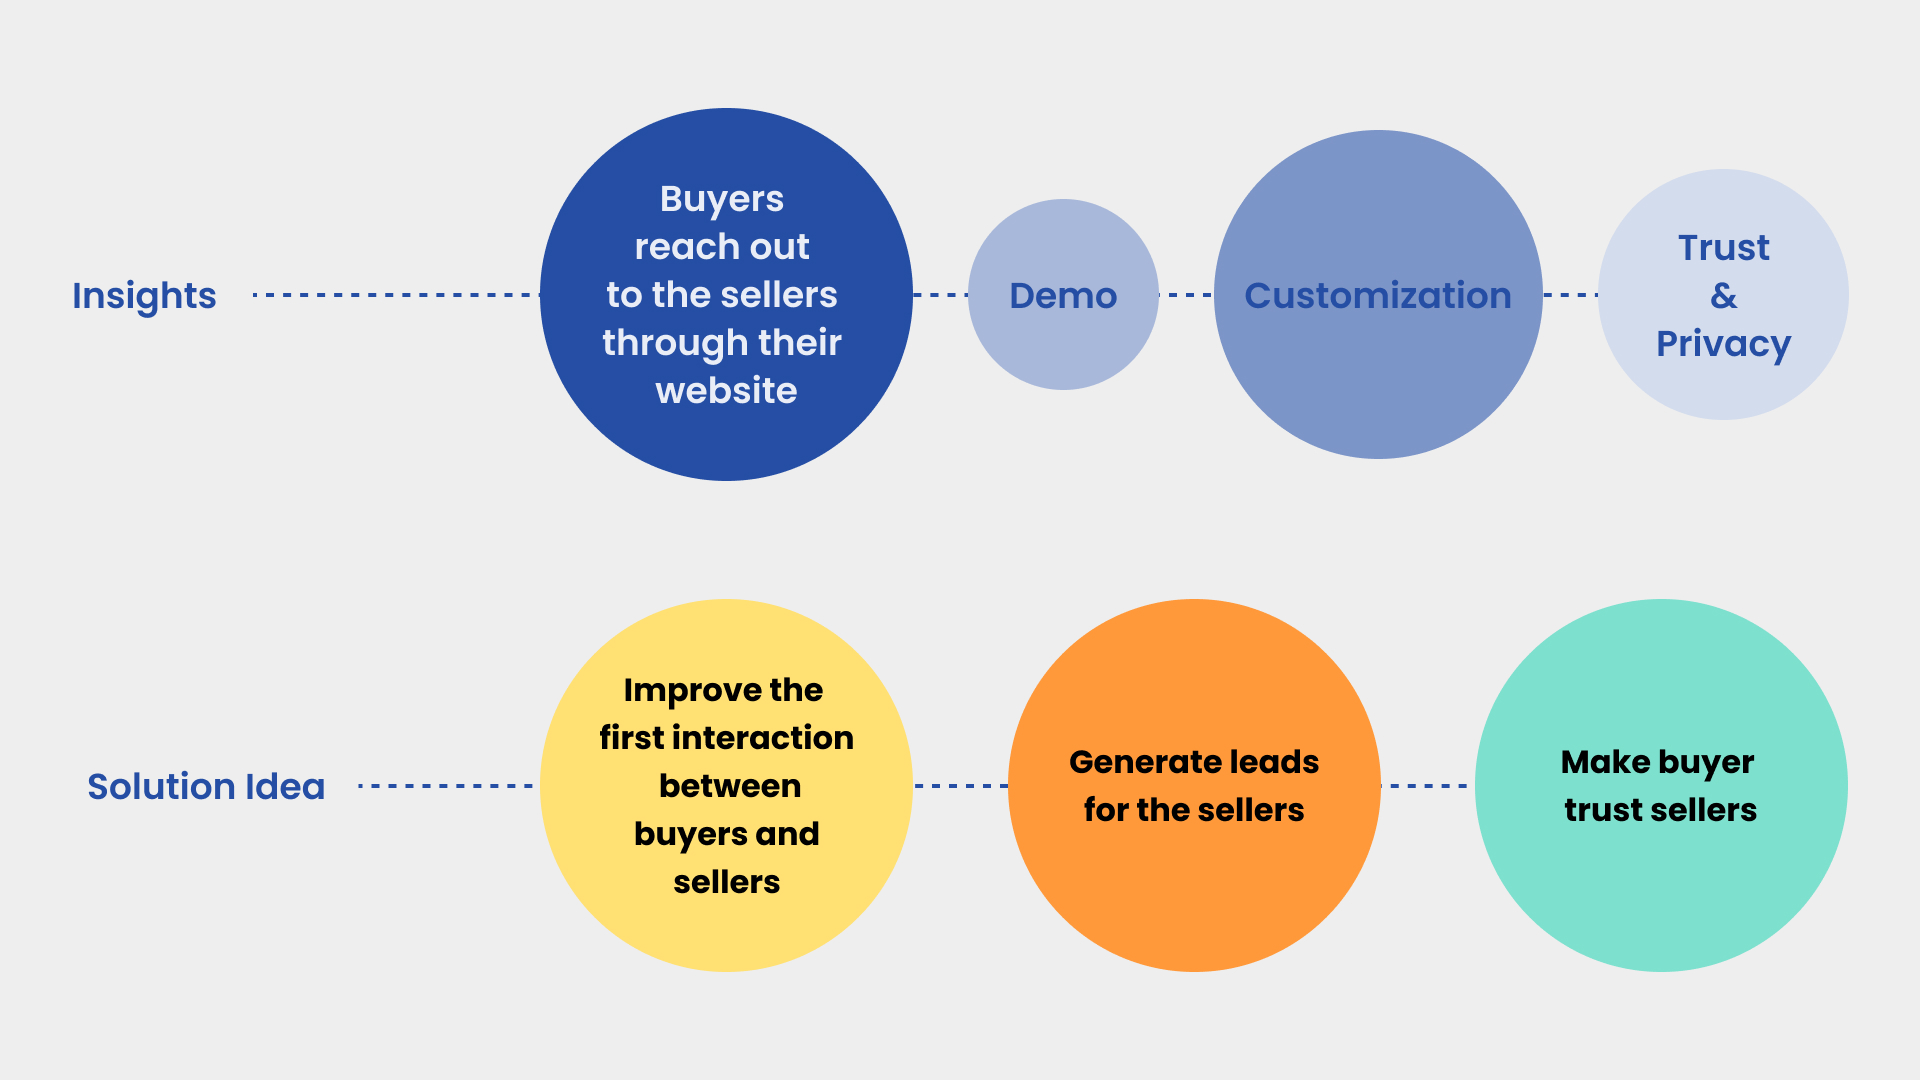 Insights
Buyers
reach out
to the sellers
through their
website
Demo
Customization
Trust
&
Privacy
Solution Idea
Improve the
first interaction
between
buyers and
sellers
Generate leads
for the sellers
Make buyer
trust sellers